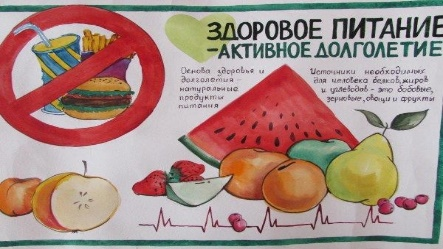 ЗДОРОВОЕ ПИТАНИЕ
-АКТИВНОЕ ДОЛГОЛЕТИЕ
Основа здоровья и
долголетия -
натуральные
продукты
питания
Источники необходимых
для человека белков, жиров
и углеводов - это бобовые,
зерновые, овощи и фрукты